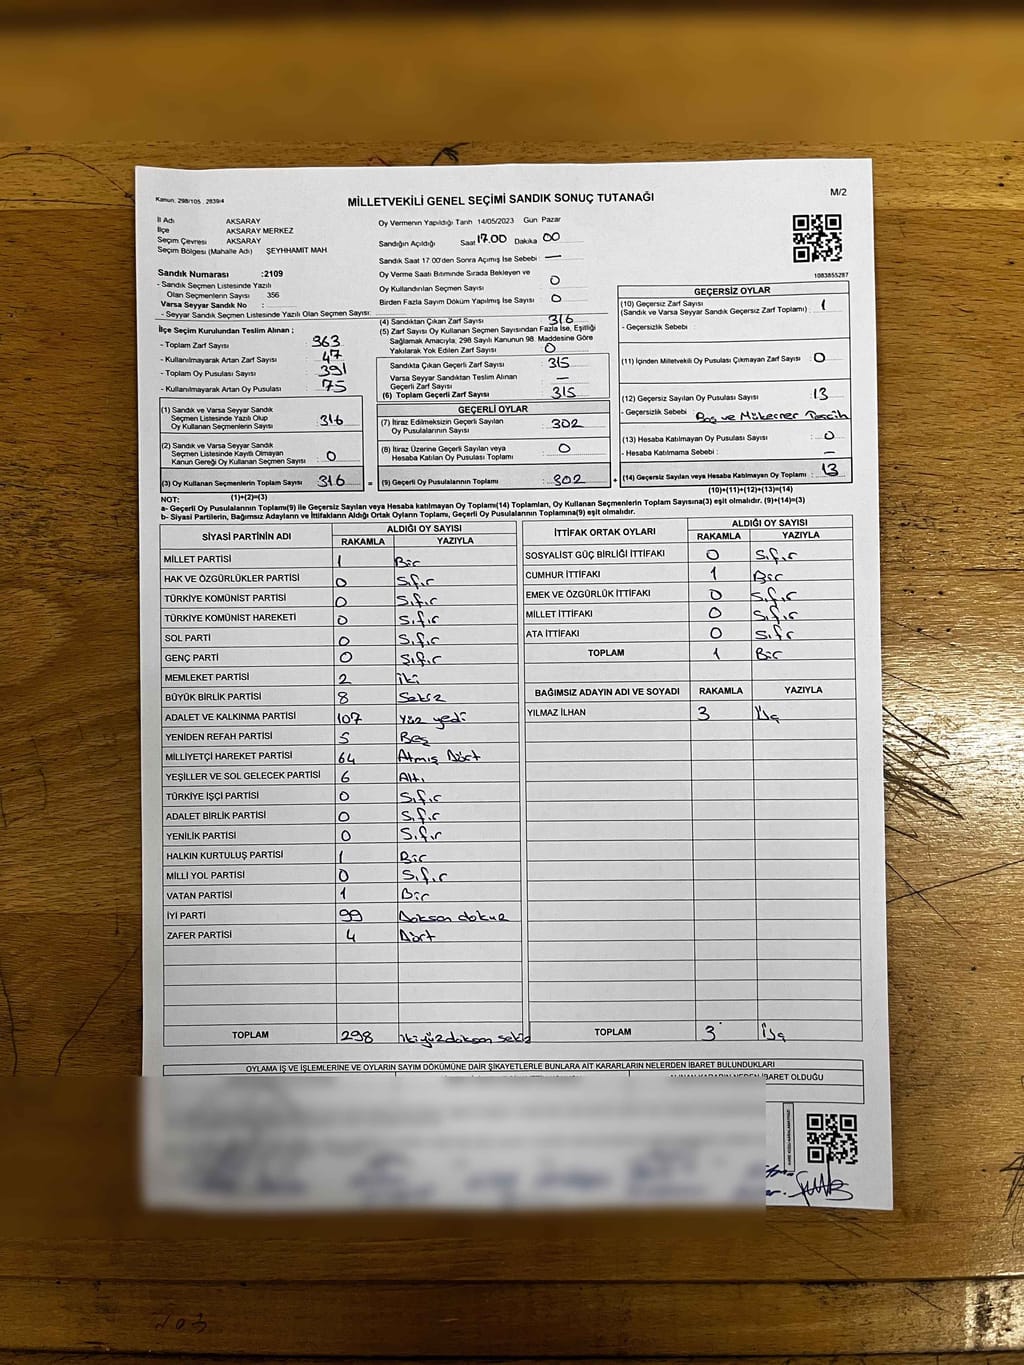 Kanun. 298/105 , 2839/4
MİLLETVEKİLİ GENEL SEÇİMİ SANDIK SONUÇ TUTANAĞI
M/2
İl Adı AKSARAY
İlçe AKSARAY MERKEZ
Seçim Çevresi AKSARAY
Seçim Bölgesi (Mahalle Adı) ŞEYHHAMIT MAH
Sandık Numarası :2109
- Sandık Seçmen Listesinde Yazılı
Olan Seçmenlerin Sayısı 356
Varsa Seyyar Sandık No :
- Seyyar Sandık Seçmen Listesinde Yazılı Olan Seçmen Sayısı:
Oy Vermenin Yapıldığı Tarih 14/05/2023 Gün Pazar
Sandığın Açıldığı Saat 17.00 Dakika 00
Sandık Saat 17:00'den Sonra Açılmış İse Sebebi : —
Oy Verme Saati Bitiminde Sırada Bekleyen ve
Oy Kullandırılan Seçmen Sayısı 0
Birden Fazla Sayım Döküm Yapılmış İse Sayısı 0
1083855287
İlçe Seçim Kurulundan Teslim Alınan ;
- Toplam Zarf Sayısı 363
- Kullanılmayarak Artan Zarf Sayısı 47
- Toplam Oy Pusulası Sayısı 391
- Kullanılmayarak Artan Oy Pusulası 75
(1) Sandık ve Varsa Seyyar Sandık
Seçmen Listesinde Yazılı Olup
Oy Kullanan Seçmenlerin Sayısı 316
(2) Sandık ve Varsa Seyyar Sandık
Seçmen Listesinde Kayıtlı Olmayan
Kanun Gereği Oy Kullanan Seçmen Sayısı 0
(3) Oy Kullanan Seçmenlerin Toplam Sayısı 316 =
(4) Sandıktan Çıkan Zarf Sayısı 316
(5) Zarf Sayısı Oy Kullanan Seçmen Sayısından Fazla İse, Eşitliği
Sağlamak Amacıyla; 298 Sayılı Kanunun 98. Maddesine Göre
Yakılarak Yok Edilen Zarf Sayısı 0
Sandıkta Çıkan Geçerli Zarf Sayısı 315
Varsa Seyyar Sandıktan Teslim Alınan
Geçerli Zarf Sayısı —
(6) Toplam Geçerli Zarf Sayısı 315
GEÇERLİ OYLAR
(7) İtiraz Edilmeksizin Geçerli Sayılan
Oy Pusulalarının Sayısı 302
(8) İtiraz Üzerine Geçerli Sayılan veya
Hesaba Katılan Oy Pusulası Toplamı 0
(9) Geçerli Oy Pusulalarının Toplamı 302 +
GEÇERSİZ OYLAR
(10) Geçersiz Zarf Sayısı
(Sandık ve Varsa Seyyar Sandık Geçersiz Zarf Toplamı) 1
- Geçersizlik Sebebi
(11) İçinden Milletvekili Oy Pusulası Çıkmayan Zarf Sayısı 0
(12) Geçersiz Sayılan Oy Pusulası Sayısı 13
- Geçersizlik Sebebi Boş ve Mükerrer Tercih
(13) Hesaba Katılmayan Oy Pusulası Sayısı 0
- Hesaba Katılmama Sebebi : —
(14) Geçersiz Sayılan veya Hesaba Katılmayan Oy Toplamı 13
NOT: (1)+(2)=(3)
(10)+(11)+(12)+(13)=(14)
a- Geçerli Oy Pusulalarının Toplamı(9) ile Geçersiz Sayılan veya Hesaba katılmayan Oy Toplamı(14) Toplamları, Oy Kullanan Seçmenlerin Toplam Sayısına(3) eşit olmalıdır. (9)+(14)=(3)
b- Siyasi Partilerin, Bağımsız Adayların ve İttifakların Aldığı Ortak Oyların Toplamı, Geçerli Oy Pusulalarının Toplamına(9) eşit olmalıdır.
SİYASİ PARTİNİN ADI ALDIĞI OY SAYISI
RAKAMLA YAZIYLA
MİLLET PARTİSİ 1 Bir
HAK VE ÖZGÜRLÜKLER PARTİSİ 0 Sıfır
TÜRKİYE KOMÜNİST PARTİSİ 0 Sıfır
TÜRKİYE KOMÜNİST HAREKETİ 0 Sıfır
SOL PARTİ 0 Sıfır
GENÇ PARTİ 0 Sıfır
MEMLEKET PARTİSİ 2 iki
BÜYÜK BİRLİK PARTİSİ 8 Sekiz
ADALET VE KALKINMA PARTİSİ 107 Yüz yedi
YENİDEN REFAH PARTİSİ 5 Beş
MİLLİYETÇİ HAREKET PARTİSİ 64 Atmış Dört
YEŞİLLER VE SOL GELECEK PARTİSİ 6 Altı
TÜRKİYE İŞÇİ PARTİSİ 0 Sıfır
ADALET BİRLİK PARTİSİ 0 Sıfır
YENİLİK PARTİSİ 0 Sıfır
HALKIN KURTULUŞ PARTİSİ 1 Bir
MİLLİ YOL PARTİSİ 0 Sıfır
VATAN PARTİSİ 1 Bir
İYİ PARTİ 99 Doksan dokuz
ZAFER PARTİSİ 4 Dört
TOPLAM 298 ikiyüzdoksan sekiz
İTTİFAK ORTAK OYLARI ALDIĞI OY SAYISI
RAKAMLA YAZIYLA
SOSYALİST GÜÇ BİRLİĞİ İTTİFAKI 0 Sıfır
CUMHUR İTTİFAKI 1 Bir
EMEK VE ÖZGÜRLÜK İTTİFAKI 0 Sıfır
MİLLET İTTİFAKI 0 Sıfır
ATA İTTİFAKI 0 Sıfır
TOPLAM 1 Bir
BAĞIMSIZ ADAYIN ADI VE SOYADI RAKAMLA YAZIYLA
YILMAZ İLHAN 3 Üç
TOPLAM 3 Üç
OYLAMA İŞ VE İŞLEMLERİNE VE OYLARIN SAYIM DÖKÜMÜNE DAİR ŞİKAYETLERLE BUNLARA AİT KARARLARIN NELERDEN İBARET BULUNDUKLARI
ALINAN KARARIN NEDEN İBARET OLDUĞU